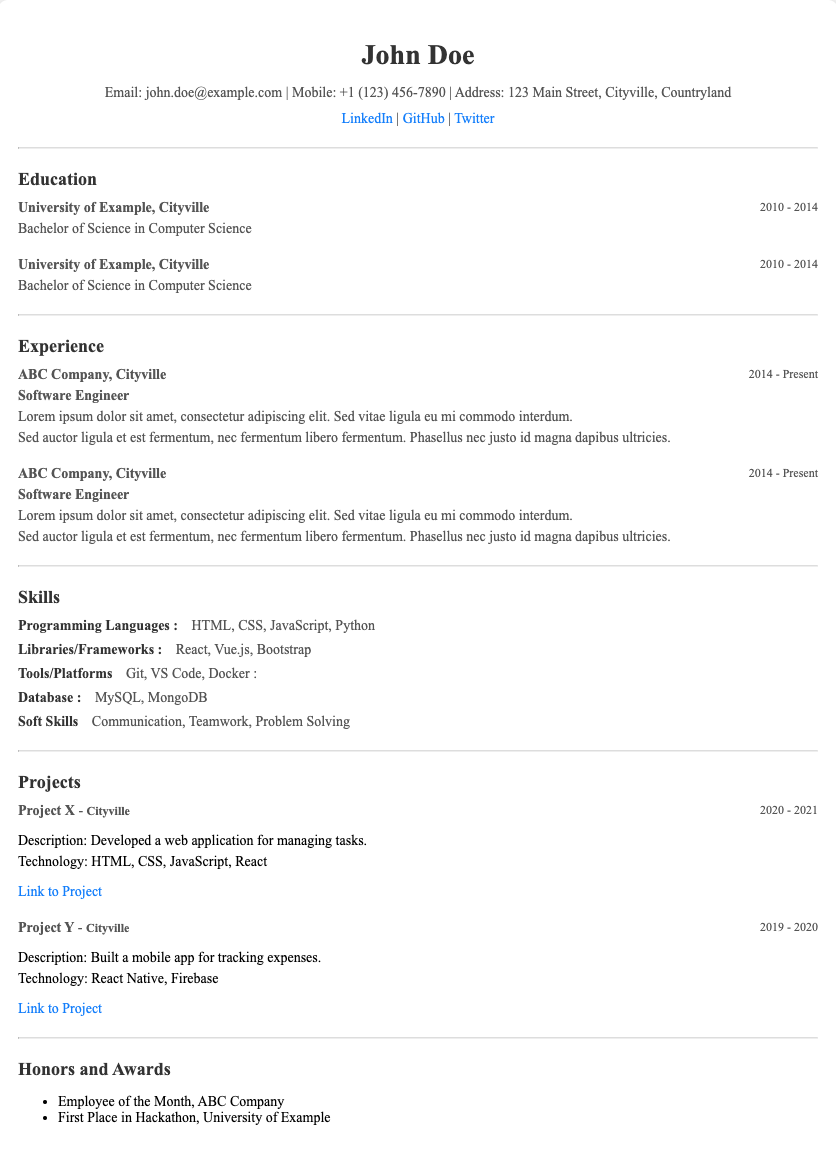 John Doe
Email: john.doe@example.com | Mobile: +1 (123) 456-7890 | Address: 123 Main Street, Cityville, Countryland
LinkedIn | GitHub | Twitter
Education
University of Example, Cityville 2010 - 2014
Bachelor of Science in Computer Science
University of Example, Cityville 2010 - 2014
Bachelor of Science in Computer Science
Experience
ABC Company, Cityville 2014 - Present
Software Engineer
Lorem ipsum dolor sit amet, consectetur adipiscing elit. Sed vitae ligula eu mi commodo interdum.
Sed auctor ligula et est fermentum, nec fermentum libero fermentum. Phasellus nec justo id magna dapibus ultricies.
ABC Company, Cityville 2014 - Present
Software Engineer
Lorem ipsum dolor sit amet, consectetur adipiscing elit. Sed vitae ligula eu mi commodo interdum.
Sed auctor ligula et est fermentum, nec fermentum libero fermentum. Phasellus nec justo id magna dapibus ultricies.
Skills
Programming Languages : HTML, CSS, JavaScript, Python
Libraries/Frameworks : React, Vue.js, Bootstrap
Tools/Platforms Git, VS Code, Docker :
Database : MySQL, MongoDB
Soft Skills Communication, Teamwork, Problem Solving
Projects
Project X - Cityville 2020 - 2021
Description: Developed a web application for managing tasks.
Technology: HTML, CSS, JavaScript, React
Link to Project
Project Y - Cityville 2019 - 2020
Description: Built a mobile app for tracking expenses.
Technology: React Native, Firebase
Link to Project
Honors and Awards
• Employee of the Month, ABC Company
• First Place in Hackathon, University of Example